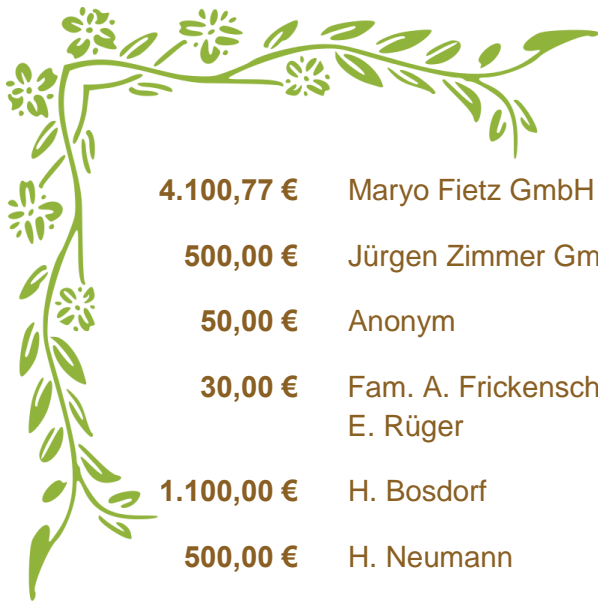 4.100,77 € Maryo Fietz GmbH
500,00 € Jürgen Zimmer
50,00 € Anonym
30,00 € Fam. A.
E. Rüger
1.100,00 € H. Bosdorf
500,00 € H. Neumann